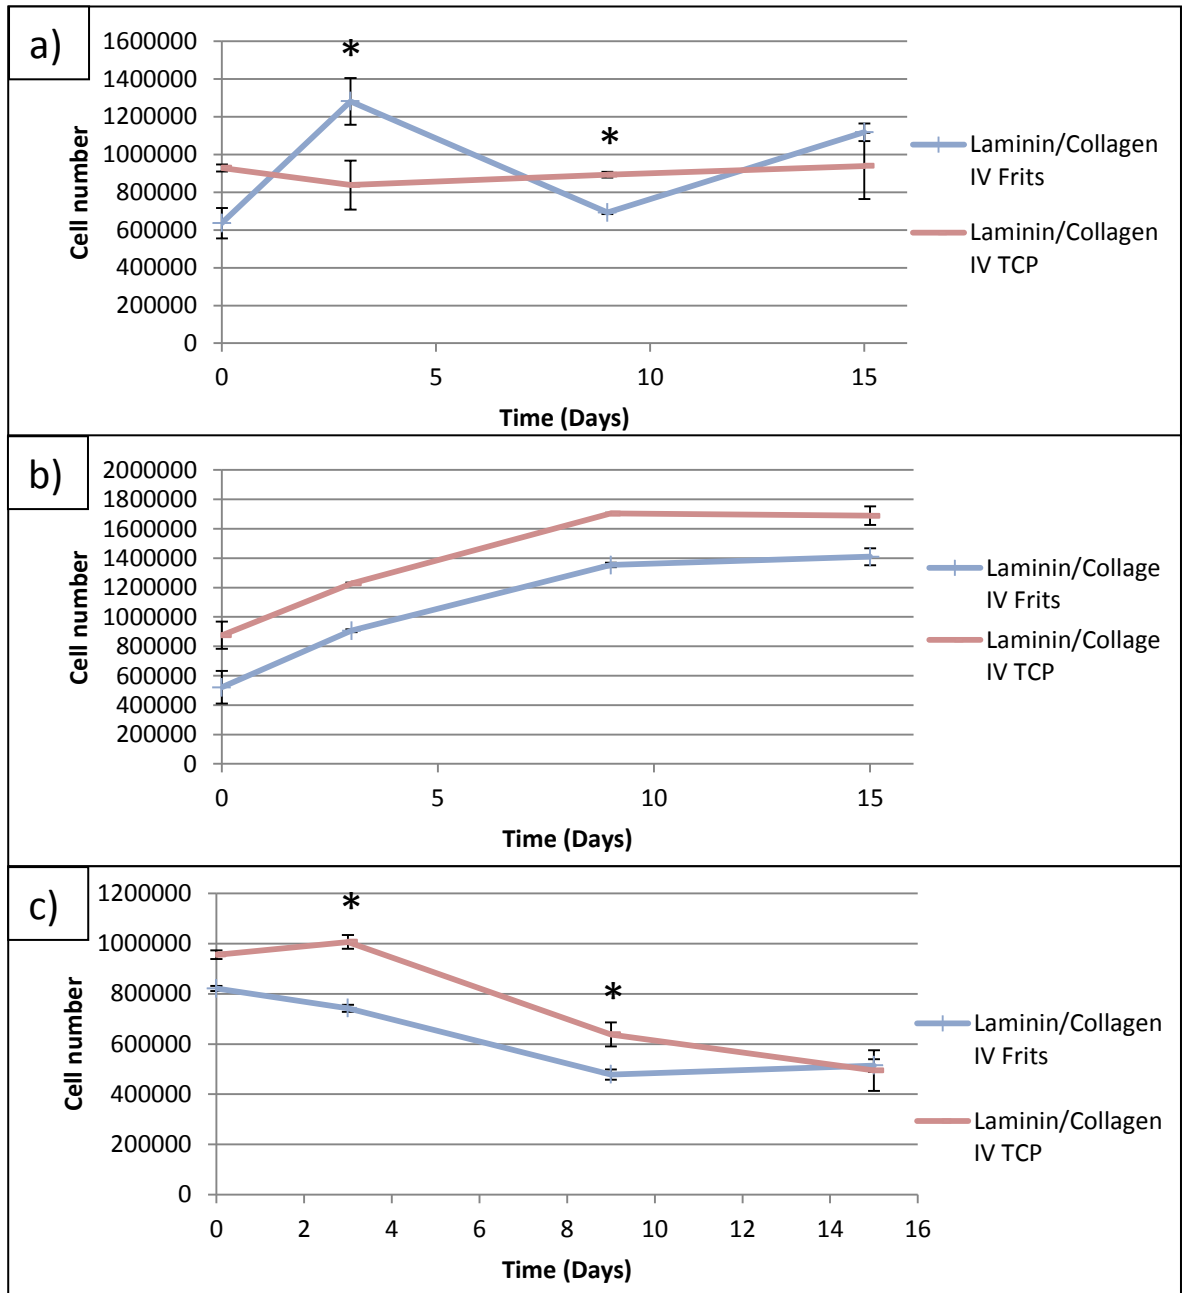 a)
*
*
1600000
1400000
1200000
1000000
800000
600000
400000
200000
0
Cell number
0 5 10 15
Time (Days)
Laminin/Collagen
IV Frits
Laminin/Collagen
IV TCP
b)
2000000
1800000
1600000
1400000
1200000
1000000
800000
600000
400000
200000
0
Cell number
0 5 10 15
Time (Days)
Laminin/Collage
IV Frits
Laminin/Collage
IV TCP
c)
*
*
1200000
1000000
800000
600000
400000
200000
0
Cell number
0 2 4 6 8 10 12 14 16
Time (Days)
Laminin/Collagen
IV Frits
Laminin/Collagen
IV TCP